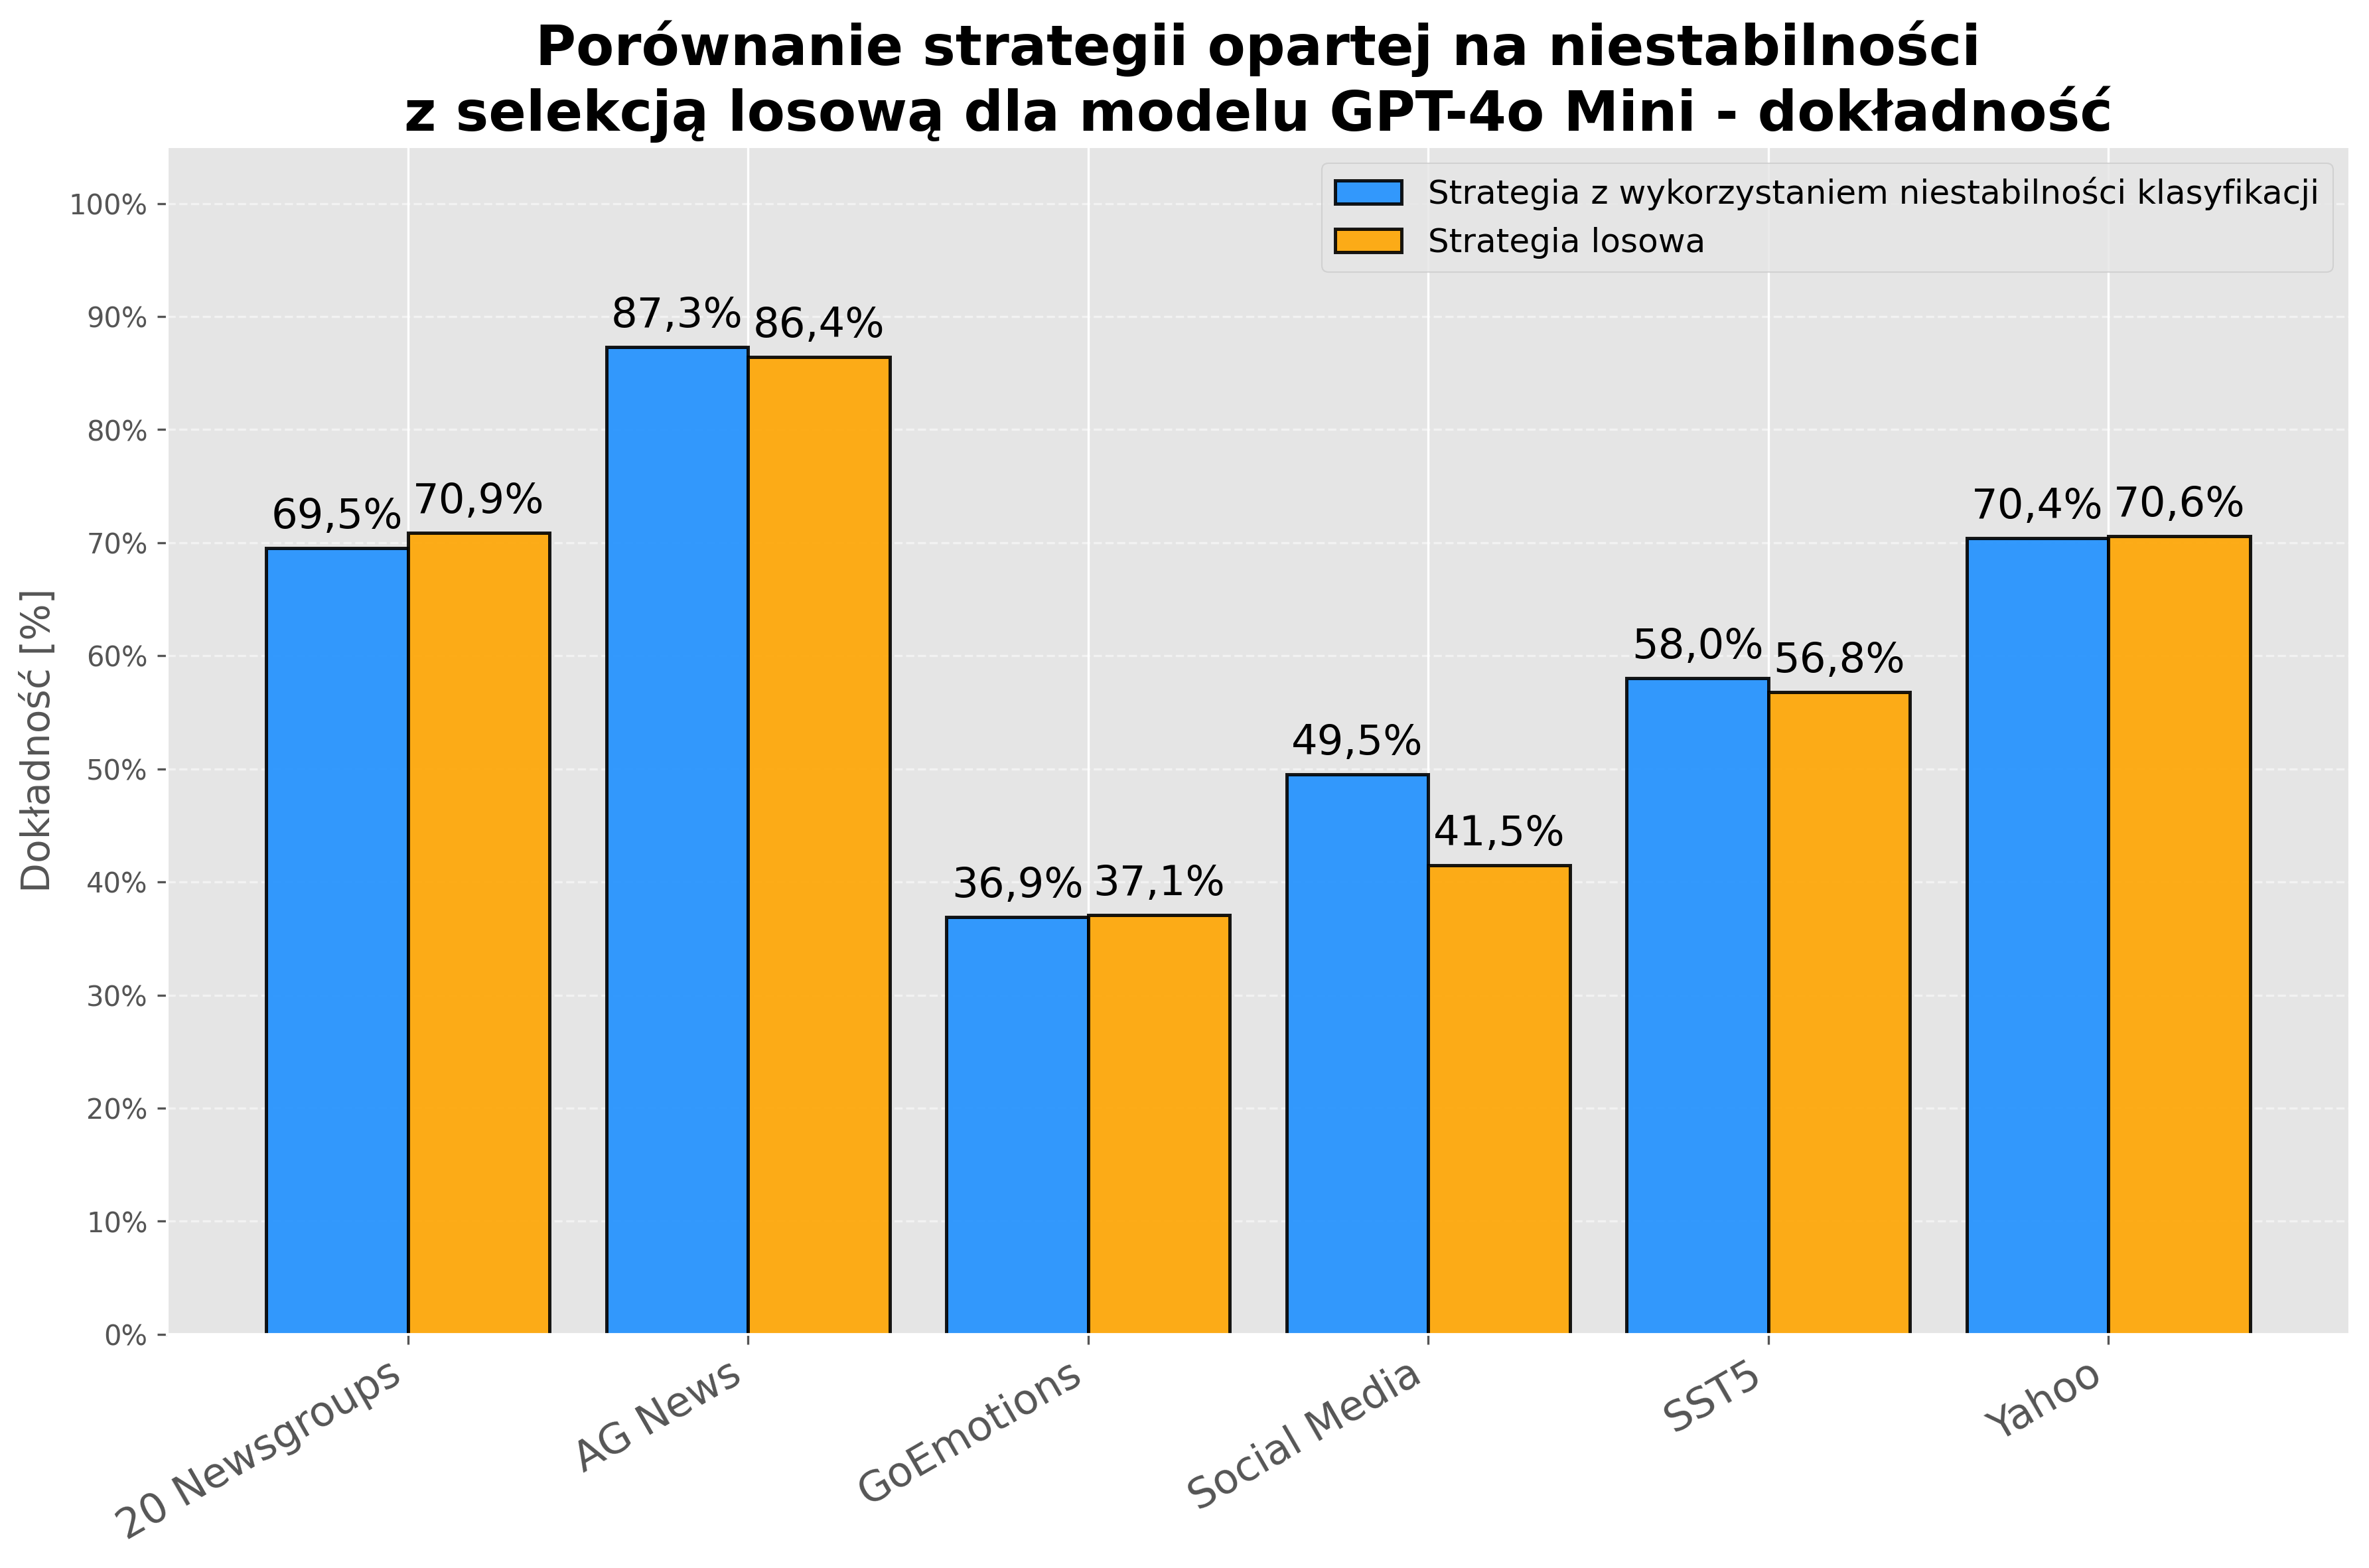 Porównanie strategii opartej na niestabilności
z selekcją losową dla modelu GPT-4o Mini - dokładność
Strategia z wykorzystaniem niestabilności klasyfikacji
Strategia losowa
Dokładność [%]
100%
90%
80%
70%
60%
50%
40%
30%
20%
10%
0%
69,5%
70,9%
87,3%
86,4%
36,9%
37,1%
49,5%
41,5%
58,0%
56,8%
70,4%
70,6%
20 Newsgroups
AG News
GoEmotions
Social Media
SST5
Yahoo